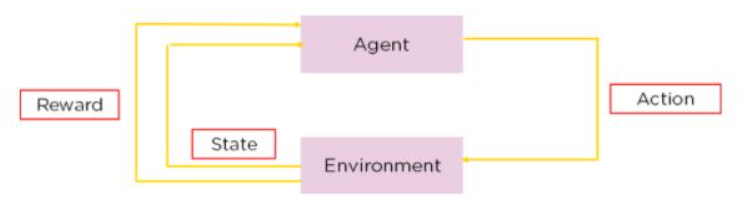 Agent
Reward
Action
State
Environment